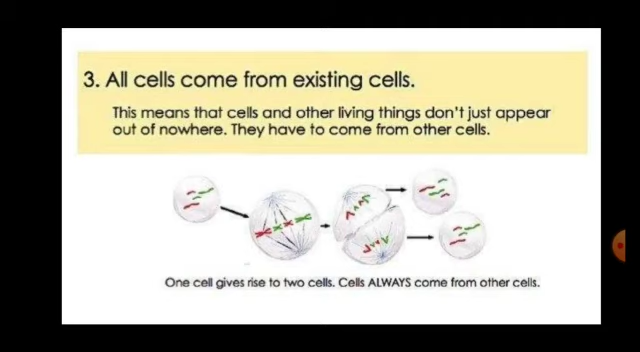 3. All cells come from existing cells.
This means that cells and other living things don't just appear
out of nowhere. They have to come from other cells.
One cell gives rise to two cells. Cells ALWAYS come from other cells.